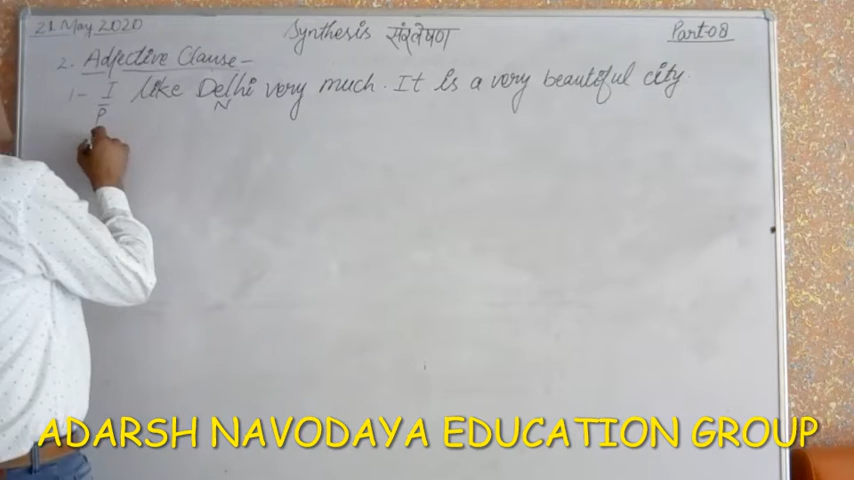 21 May 2020 Synthesis संश्लेषण Part-08
2. Adjective Clause-
1- I like Delhi very much. It is a very beautiful city.
P N
ADARSH NAVODAYA EDUCATION GROUP